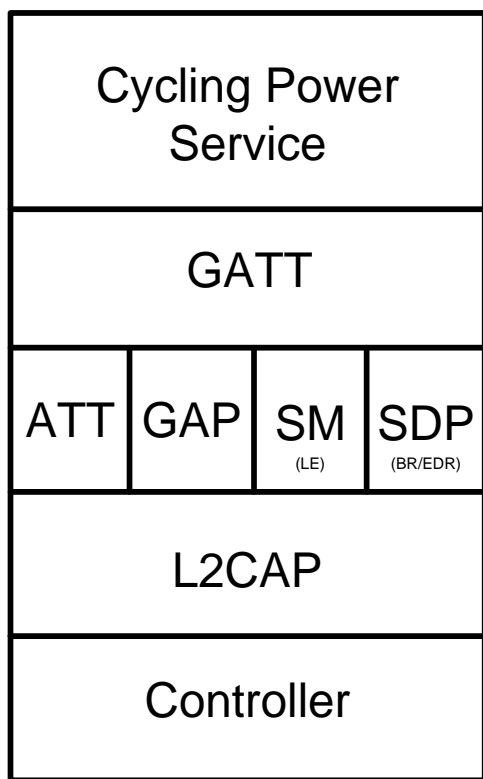 Cycling Power
Service
GATT
ATT GAP SM SDP
(LE) (BR/EDR)
L2CAP
Controller